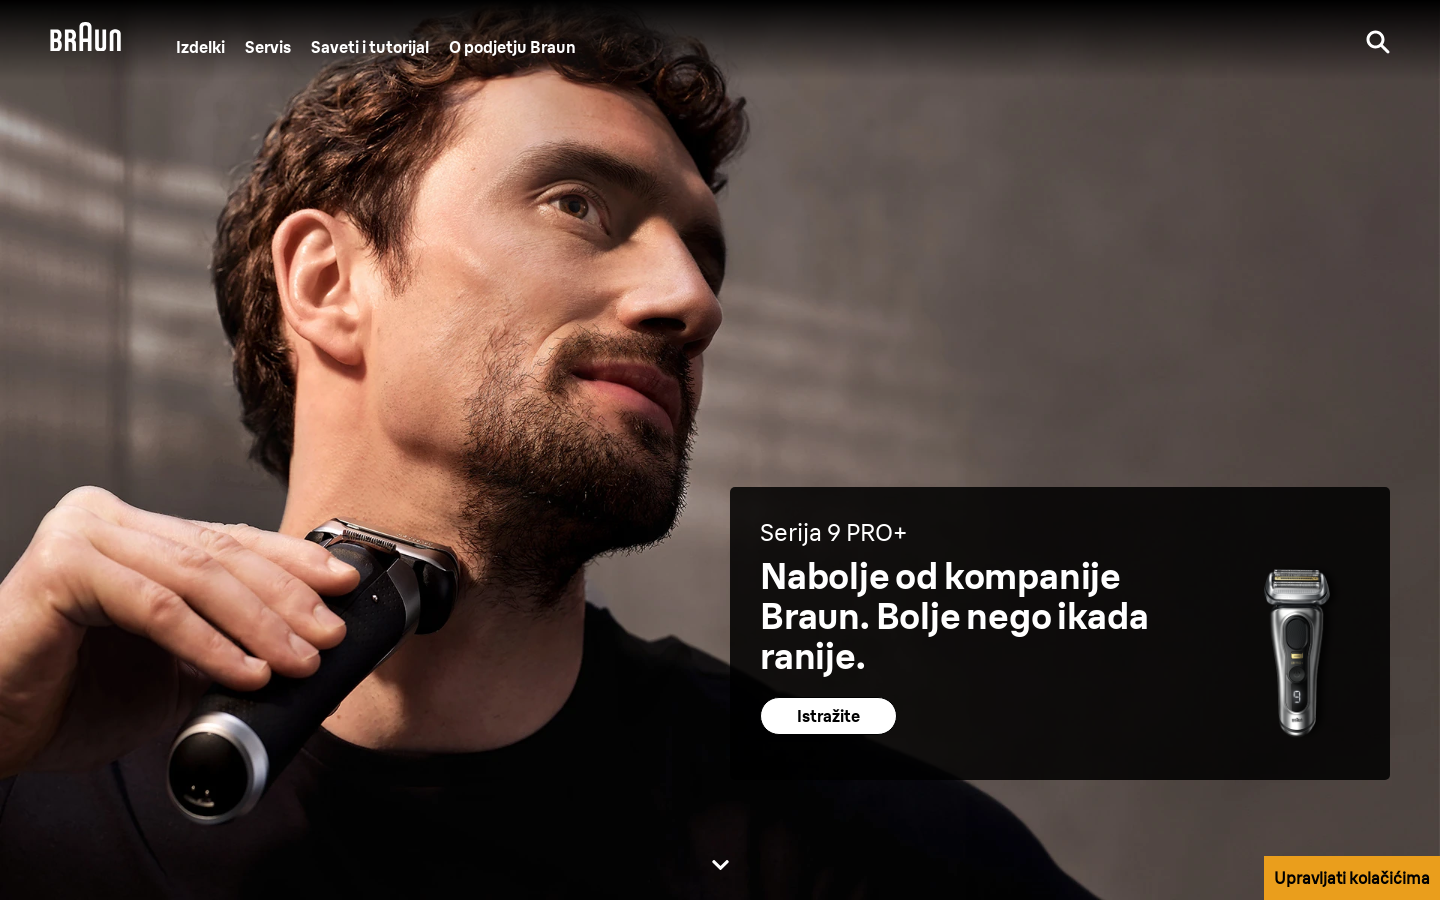 BRAUN
Izdelki
Servis
Saveti i tutorijal
O podjetju Braun
Serija 9 PRO+
Nabolje od kompanije
Braun. Bolje nego ikada
ranije.
Istražite
Upravljati kolačićima